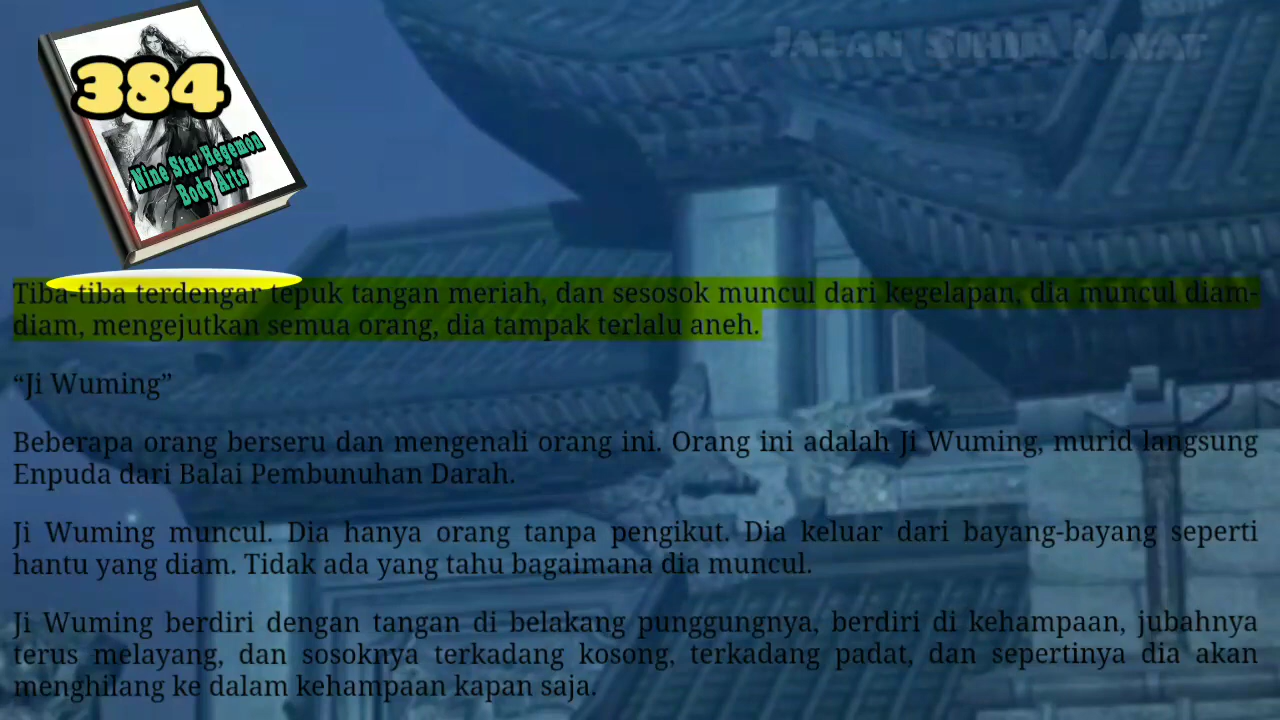 JALAN SIHIR MAYAT
384
Nine Star Hegemon
Body Arts
Tiba-tiba terdengar tepuk tangan meriah, dan sesosok muncul dari kegelapan, dia muncul diam-
diam, mengejutkan semua orang, dia tampak terlalu aneh.
“Ji Wuming”
Beberapa orang berseru dan mengenali orang ini. Orang ini adalah Ji Wuming, murid langsung
Enpuda dari Balai Pembunuhan Darah.
Ji Wuming muncul. Dia hanya orang tanpa pengikut. Dia keluar dari bayang-bayang seperti
hantu yang diam. Tidak ada yang tahu bagaimana dia muncul.
Ji Wuming berdiri dengan tangan di belakang punggungnya, berdiri di kehampaan, jubahnya
terus melayang, dan sosoknya terkadang kosong, terkadang padat, dan sepertinya dia akan
menghilang ke dalam kehampaan kapan saja.